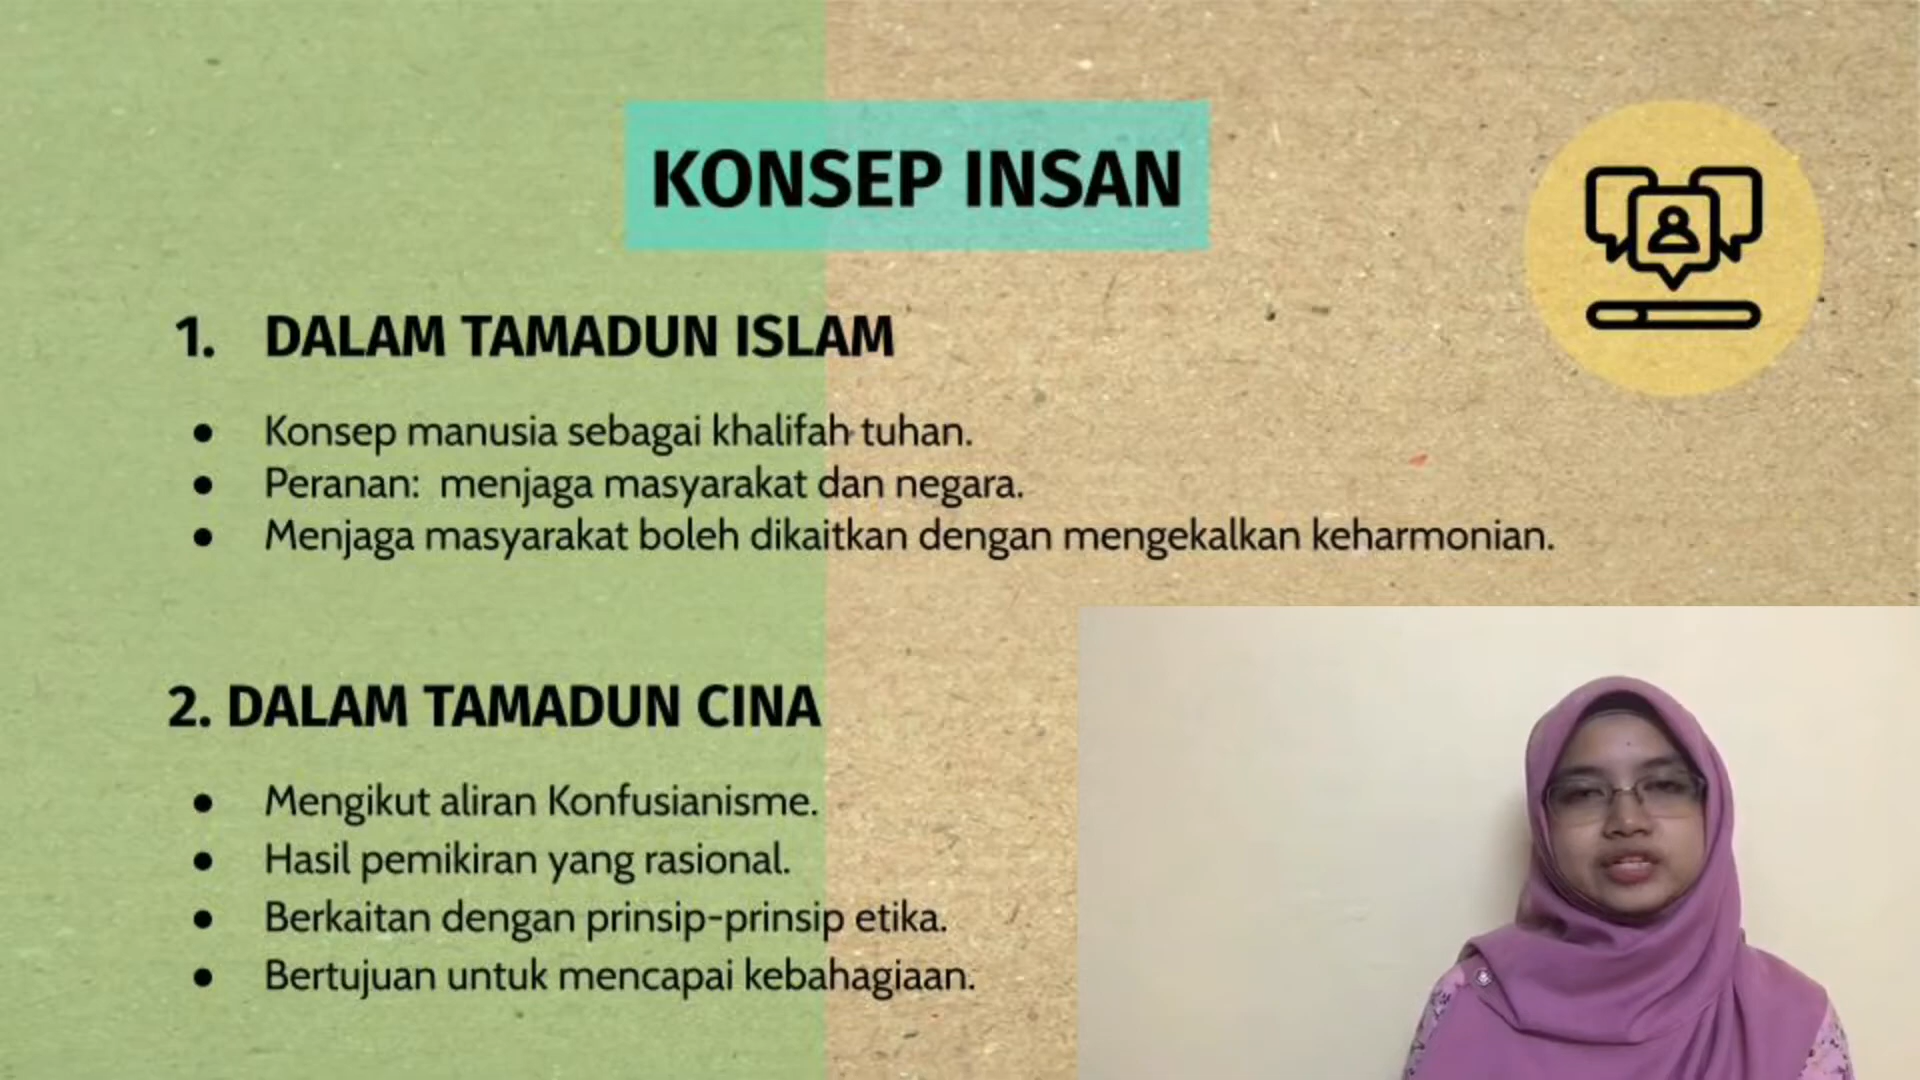 KONSEP INSAN
1. DALAM TAMADUN ISLAM
● Konsep manusia sebagai khalifah tuhan.
● Peranan: menjaga masyarakat dan negara.
● Menjaga masyarakat boleh dikaitkan dengan mengekalkan keharmonian.
2. DALAM TAMADUN CINA
● Mengikut aliran Konfusianisme.
● Hasil pemikiran yang rasional.
● Berkaitan dengan prinsip-prinsip etika.
● Bertujuan untuk mencapai kebahagiaan.